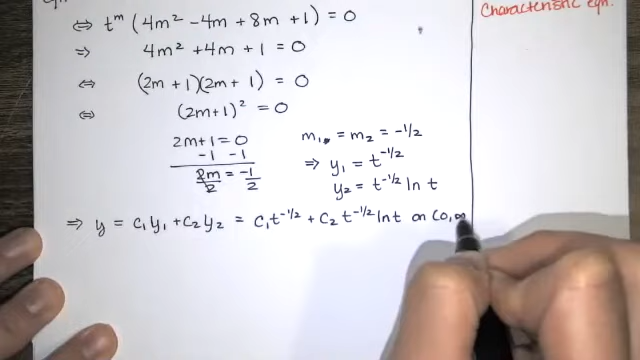 Characteristic eqn.
⇔ t^m (4m² - 4m + 8m + 1) = 0
⇒ 4m² + 4m + 1 = 0
⇔ (2m + 1)(2m + 1) = 0
⇔ (2m+1)² = 0
2m+1 = 0
-1 -1
2m/2 = -1/2
m₁ = m₂ = -1/2
⇒ y₁ = t^-1/2
y₂ = t^-1/2 ln t
⇒ y = c₁y₁ + c₂y₂ = c₁t^-1/2 + c₂ t^-1/2 ln t on (0,∞